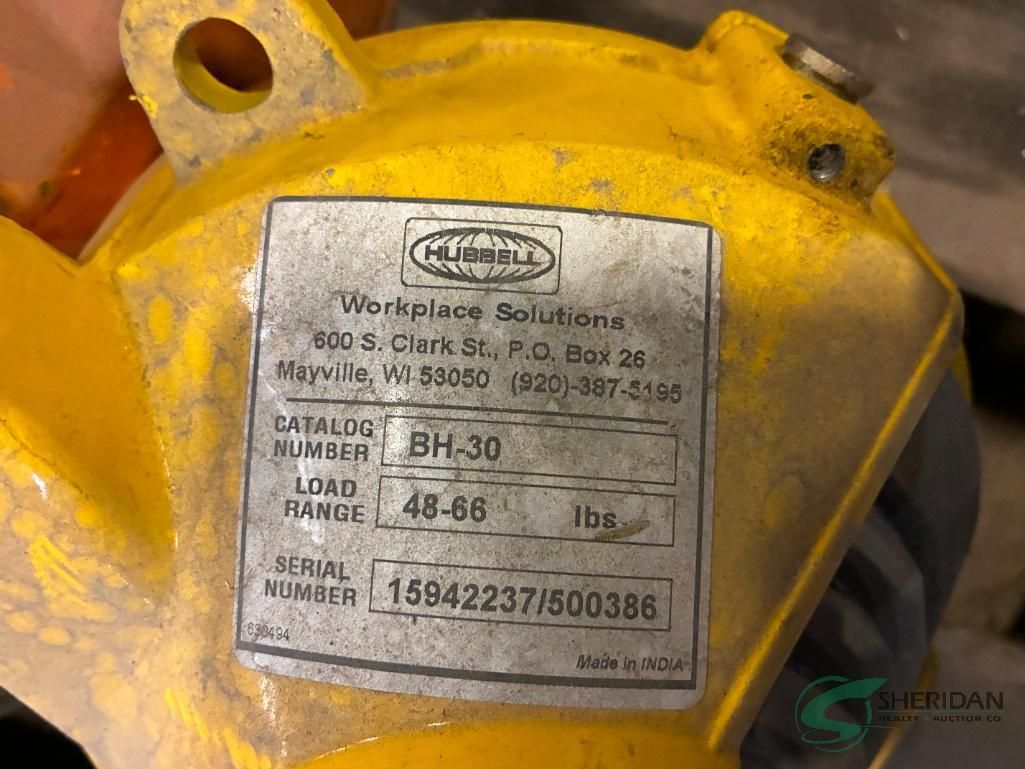 HUBBELL
Workplace Solutions
600 S. Clark St., P.O. Box 26
Mayville, WI 53050 (920)-387-5195
CATALOG NUMBER BH-30
LOAD RANGE 48-66 lbs
SERIAL NUMBER 15942237/500386
630494
Made in INDIA
SHERIDAN
REALTY & AUCTION CO.